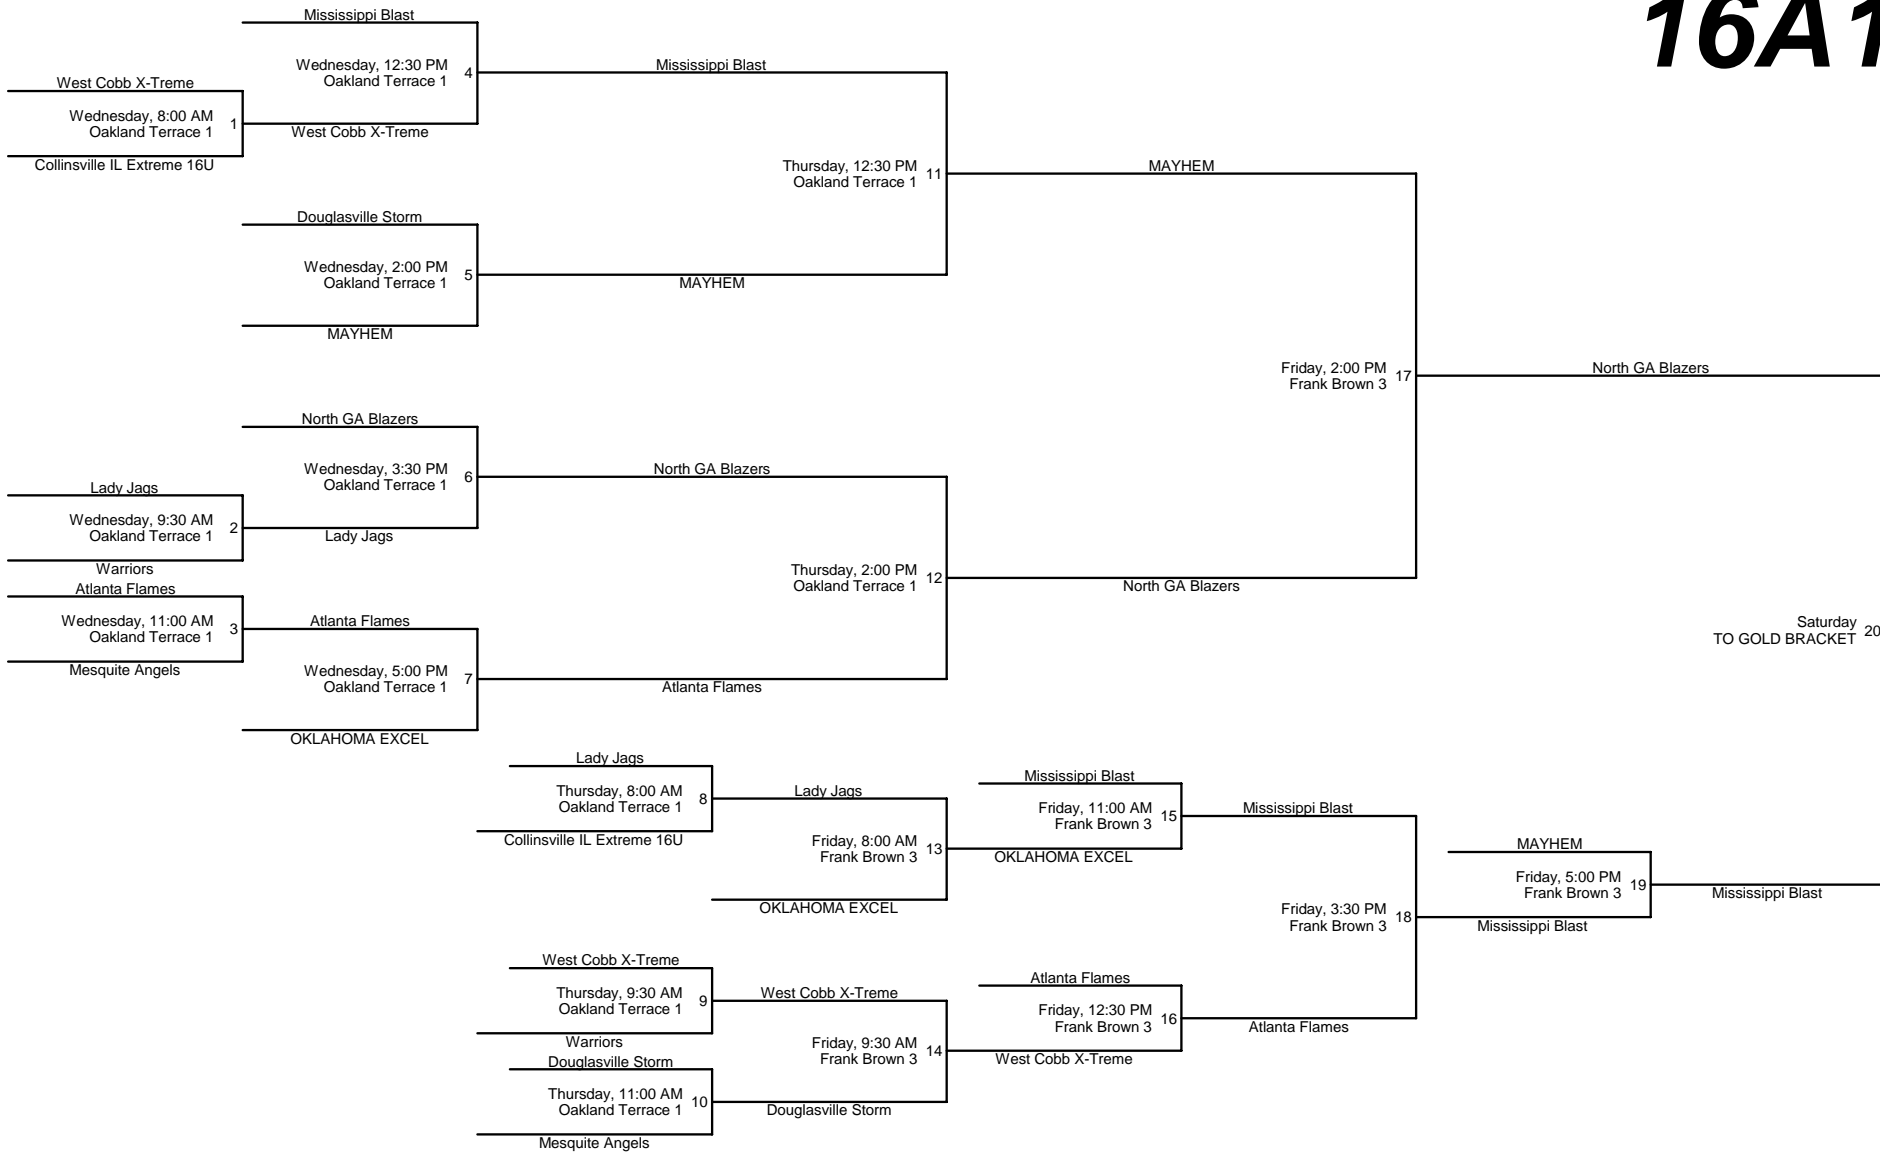 16A1
Mississippi Blast
Wednesday, 12:30 PM 4
Oakland Terrace 1
Mississippi Blast
West Cobb X-Treme
Wednesday, 8:00 AM 1
Oakland Terrace 1
West Cobb X-Treme
Collinsville IL Extreme 16U
Thursday, 12:30 PM 11
Oakland Terrace 1
MAYHEM
Douglasville Storm
Wednesday, 2:00 PM 5
Oakland Terrace 1
MAYHEM
MAYHEM
Friday, 2:00 PM 17
Frank Brown 3
North GA Blazers
North GA Blazers
Wednesday, 3:30 PM 6
Oakland Terrace 1
North GA Blazers
Lady Jags
Wednesday, 9:30 AM 2
Oakland Terrace 1
Lady Jags
Warriors
Thursday, 2:00 PM 12
Oakland Terrace 1
North GA Blazers
Atlanta Flames
Wednesday, 11:00 AM 3
Oakland Terrace 1
Atlanta Flames
Mesquite Angels
Wednesday, 5:00 PM 7
Oakland Terrace 1
Atlanta Flames
OKLAHOMA EXCEL
Saturday 20
TO GOLD BRACKET
Lady Jags
Thursday, 8:00 AM 8
Oakland Terrace 1
Collinsville IL Extreme 16U
Lady Jags
Friday, 8:00 AM 13
Frank Brown 3
OKLAHOMA EXCEL
Mississippi Blast
Friday, 11:00 AM 15
Frank Brown 3
OKLAHOMA EXCEL
Mississippi Blast
MAYHEM
Friday, 5:00 PM 19
Frank Brown 3
Mississippi Blast
Friday, 3:30 PM 18
Frank Brown 3
Mississippi Blast
West Cobb X-Treme
Thursday, 9:30 AM 9
Oakland Terrace 1
Warriors
West Cobb X-Treme
Friday, 9:30 AM 14
Frank Brown 3
Atlanta Flames
Friday, 12:30 PM 16
Frank Brown 3
West Cobb X-Treme
Atlanta Flames
Douglasville Storm
Thursday, 11:00 AM 10
Oakland Terrace 1
Douglasville Storm
Mesquite Angels